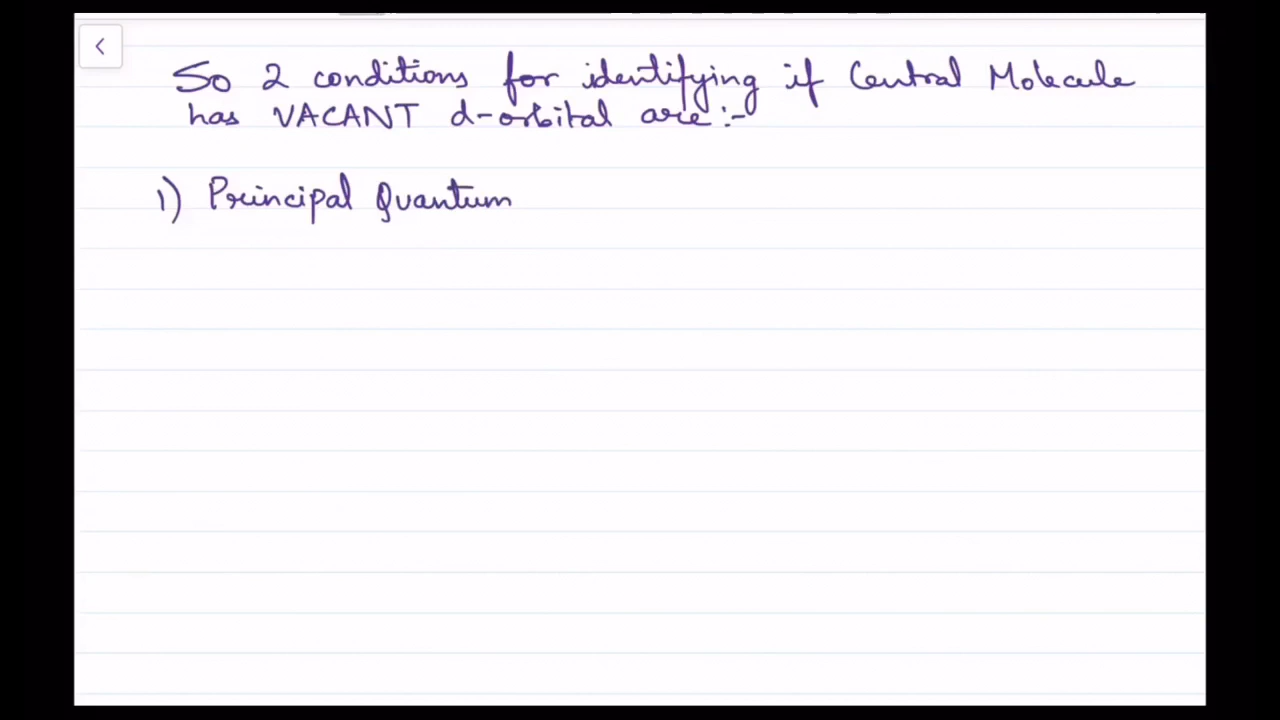 So 2 conditions for identifying if Central Molecule
has VACANT d-orbital are :-
1) Principal Quantum